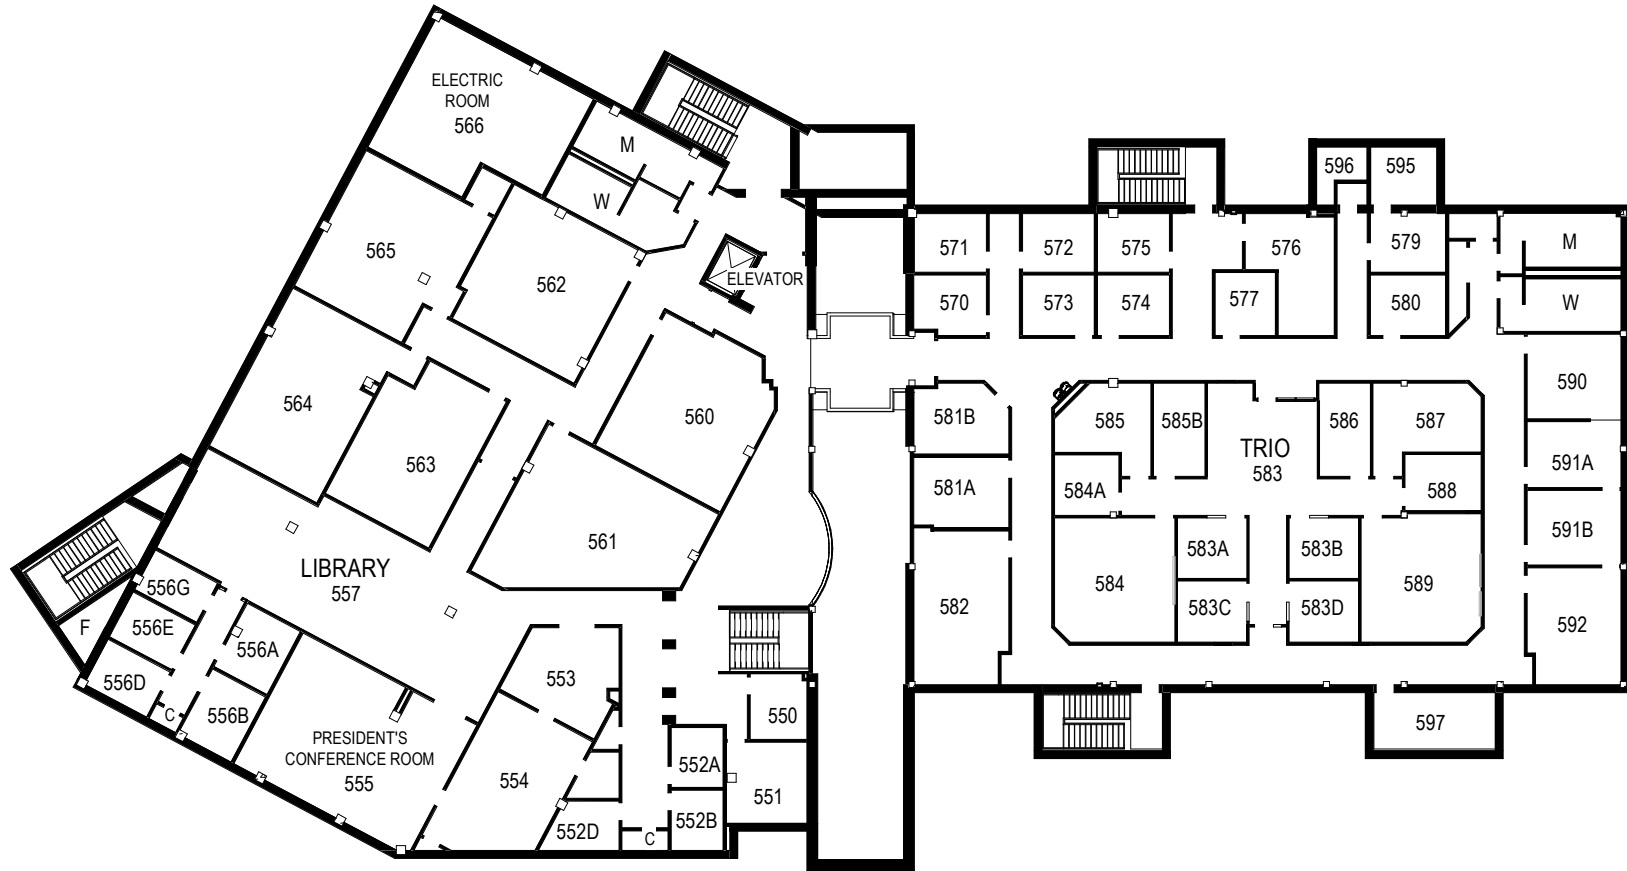 ELECTRIC
ROOM
566
M
W
565
562
ELEVATOR
564
563
560
561
LIBRARY
557
556G
556E
F
556A
556D
C
556B
PRESIDENT'S
CONFERENCE ROOM
555
553
554
550
552A
551
552D
C
552B
571
572
575
576
570
573
574
577
596
595
579
580
M
W
581B
581A
582
585
585B
TRIO
583
586
587
584A
588
583A
583B
584
589
583C
583D
590
591A
591B
592
597